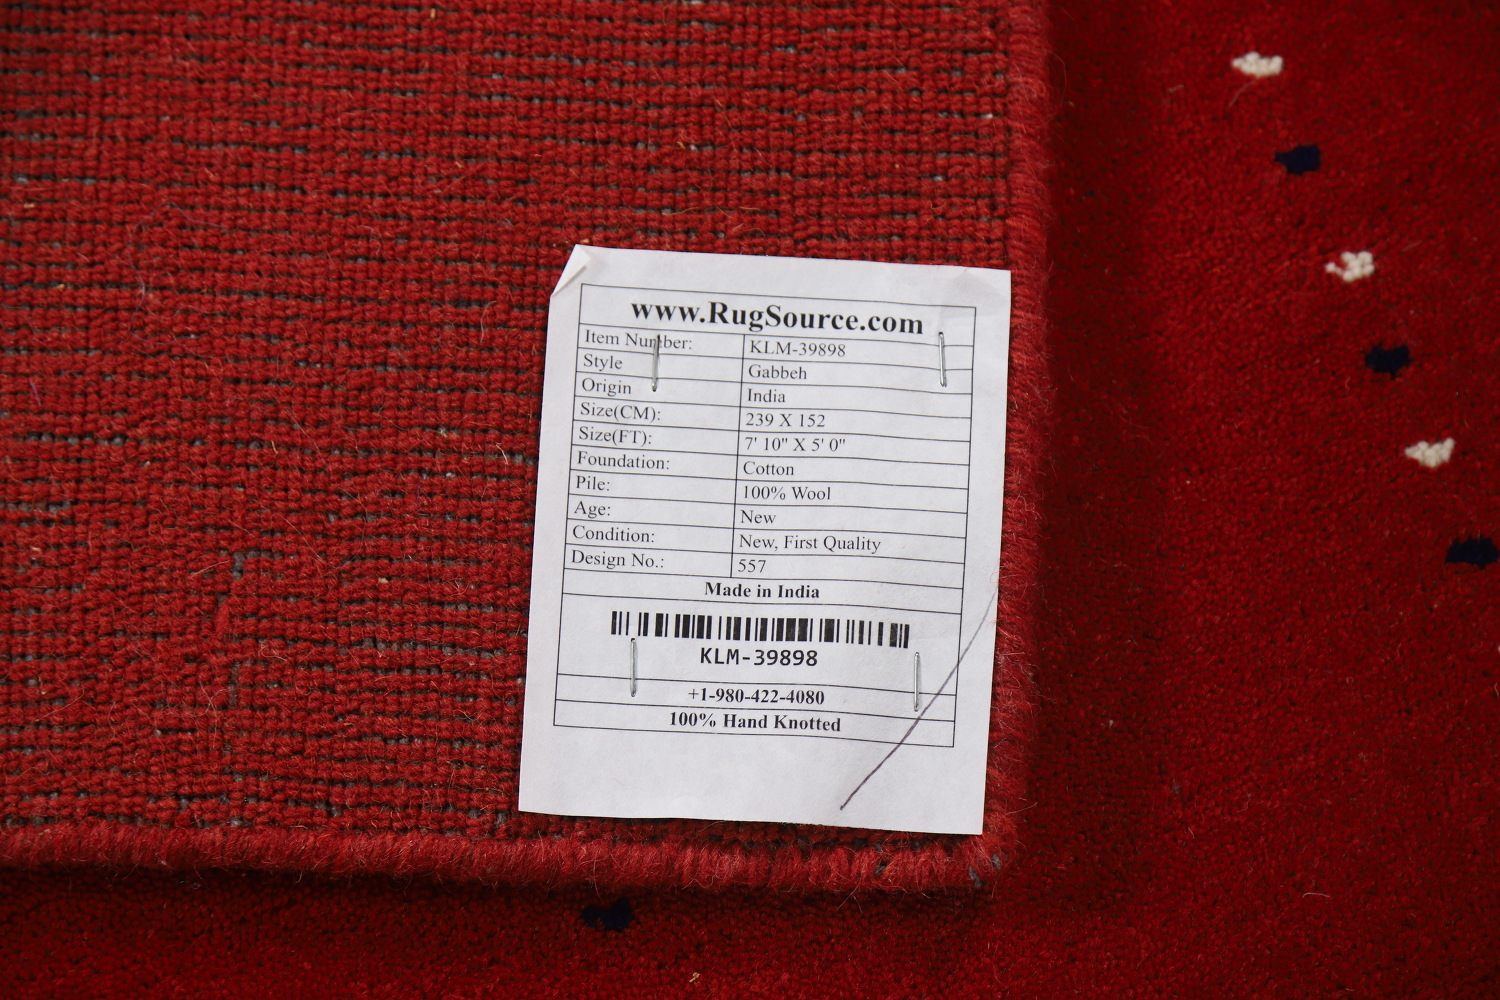 www.RugSource.com
Item Number: KLM-39898
Style Gabbeh
Origin India
Size(CM): 239 X 152
Size(FT): 7' 10" X 5' 0"
Foundation: Cotton
Pile: 100% Wool
Age: New
Condition: New, First Quality
Design No.: 557
Made in India
KLM-39898
+1-980-422-4080
100% Hand Knotted